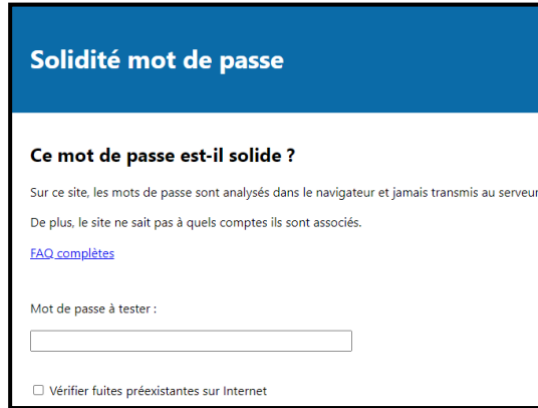 Solidité mot de passe
Ce mot de passe est-il solide ?
Sur ce site, les mots de passe sont analysés dans le navigateur et jamais transmis au serveur
De plus, le site ne sait pas à quels comptes ils sont associés.
FAQ complètes
Mot de passe à tester :
Vérifier fuites préexistantes sur Internet